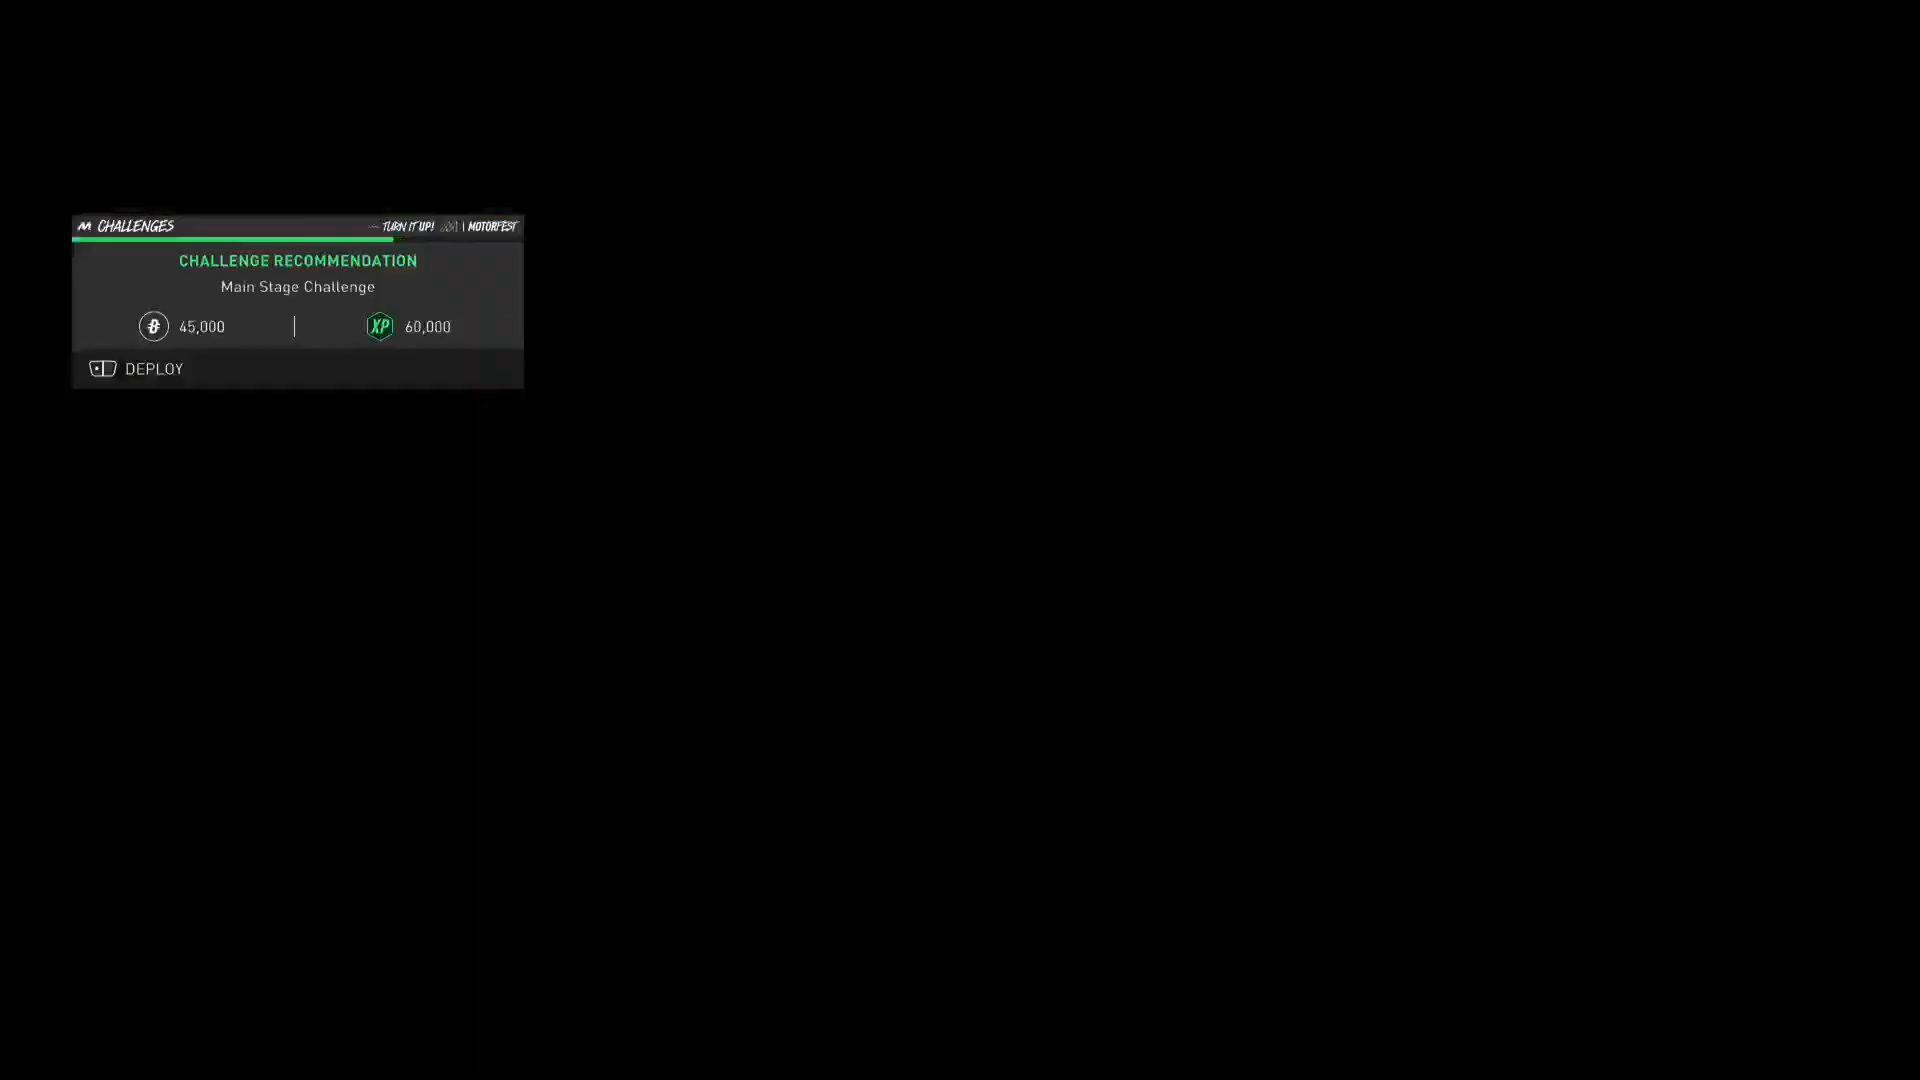 CHALLENGES
TURN IT UP! | MOTORFEST
CHALLENGE RECOMMENDATION
Main Stage Challenge
45,000
XP 60,000
DEPLOY